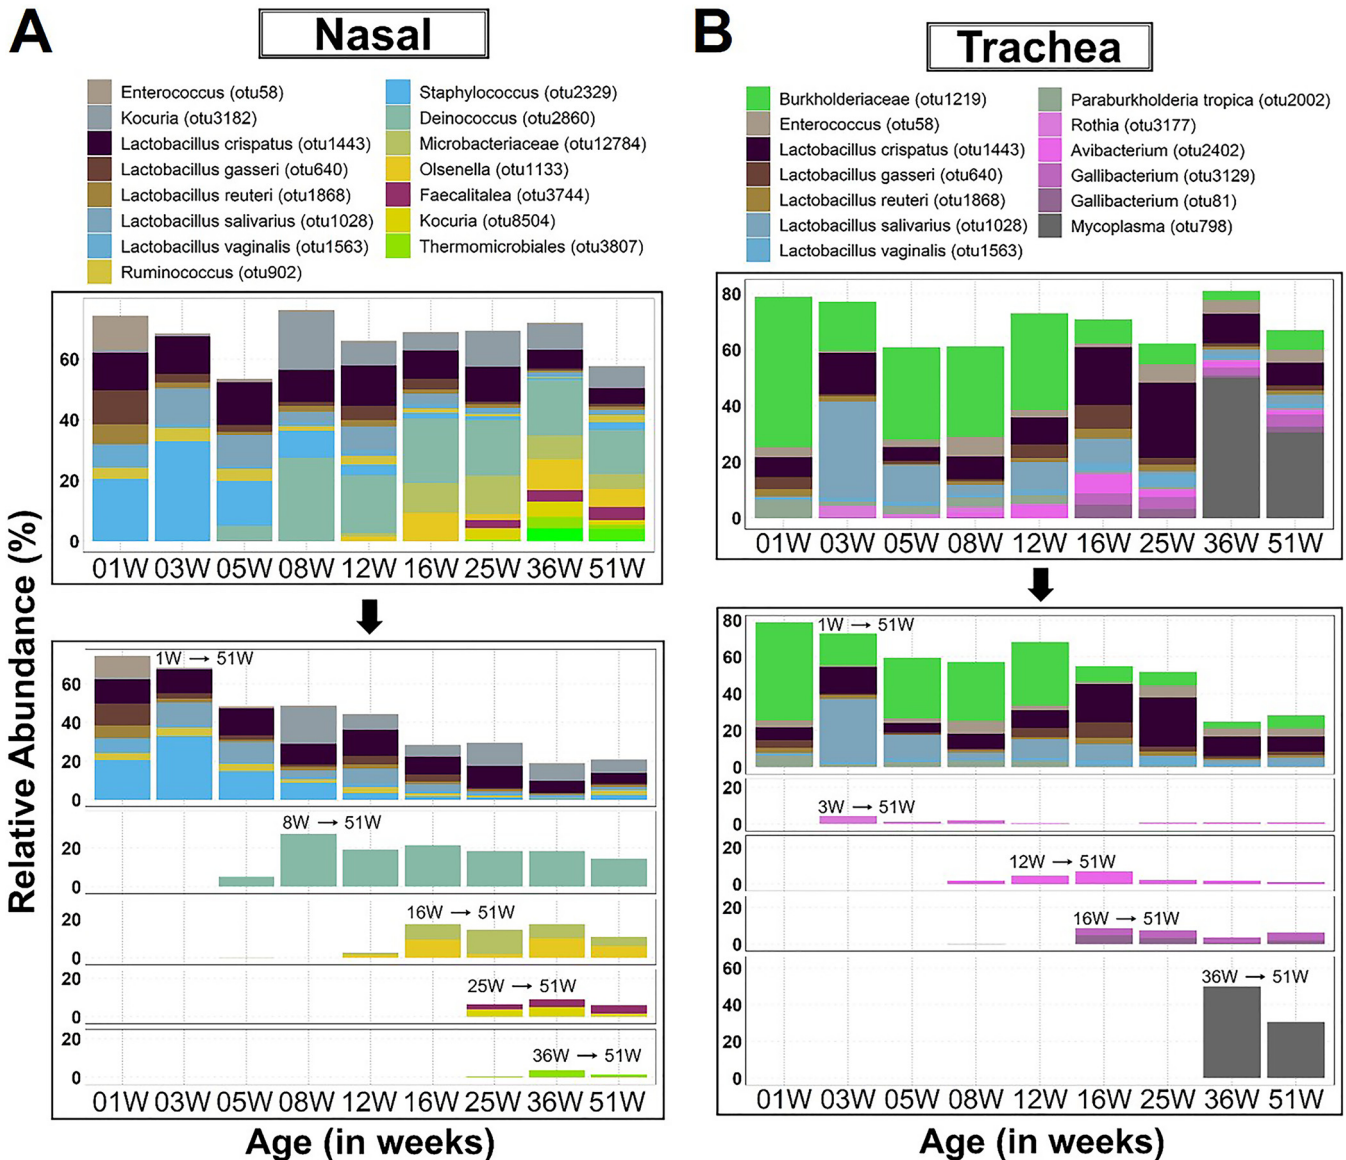 A
Nasal
Enterococcus (otu58)
Kocuria (otu3182)
Lactobacillus crispatus (otu1443)
Lactobacillus gasseri (otu640)
Lactobacillus reuteri (otu1868)
Lactobacillus salivarius (otu1028)
Lactobacillus vaginalis (otu1563)
Ruminococcus (otu902)
Staphylococcus (otu2329)
Deinococcus (otu2860)
Microbacteriaceae (otu12784)
Olsenella (otu1133)
Faecalitalea (otu3744)
Kocuria (otu8504)
Thermomicrobiales (otu3807)
Relative Abundance (%)
60
40
20
0
01W 03W 05W 08W 12W 16W 25W 36W 51W
1W → 51W
60
40
20
0
8W → 51W
20
0
16W → 51W
20
0
25W → 51W
20
0
36W → 51W
20
0
01W 03W 05W 08W 12W 16W 25W 36W 51W
Age (in weeks)
B
Trachea
Burkholderiaceae (otu1219)
Enterococcus (otu58)
Lactobacillus crispatus (otu1443)
Lactobacillus gasseri (otu640)
Lactobacillus reuteri (otu1868)
Lactobacillus salivarius (otu1028)
Lactobacillus vaginalis (otu1563)
Paraburkholderia tropica (otu2002)
Rothia (otu3177)
Avibacterium (otu2402)
Gallibacterium (otu3129)
Gallibacterium (otu81)
Mycoplasma (otu798)
80
60
40
20
0
01W 03W 05W 08W 12W 16W 25W 36W 51W
80
1W → 51W
60
40
20
0
20
3W → 51W
0
20
12W → 51W
0
20
16W → 51W
0
60
36W → 51W
40
20
0
01W 03W 05W 08W 12W 16W 25W 36W 51W
Age (in weeks)